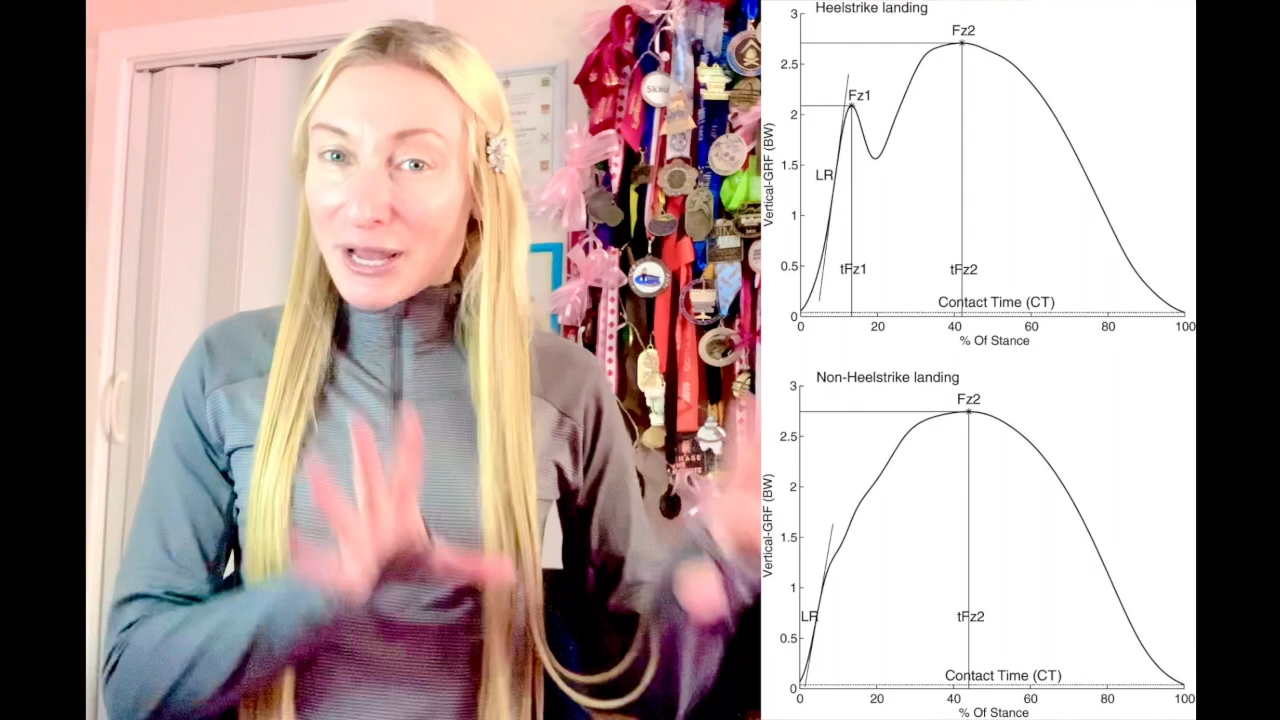 Heelstrike landing
3
Fz2
2.5
Fz1
2
Vertical-GRF (BW)
1.5
LR
1
0.5
tFz1
tFz2
Contact Time (CT)
0
0
20
40
60
80
100
% Of Stance
Non-Heelstrike landing
3
Fz2
2.5
2
Vertical-GRF (BW)
1.5
1
LR
tFz2
0.5
Contact Time (CT)
0
0
20
40
60
80
100
% Of Stance
5k